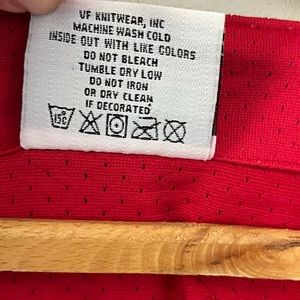 VF KNITWEAR, INC
MACHINE WASH COLD
INSIDE OUT WITH LIKE COLORS
DO NOT BLEACH
TUMBLE DRY LOW
DO NOT IRON
OR DRY CLEAN
IF DECORATED